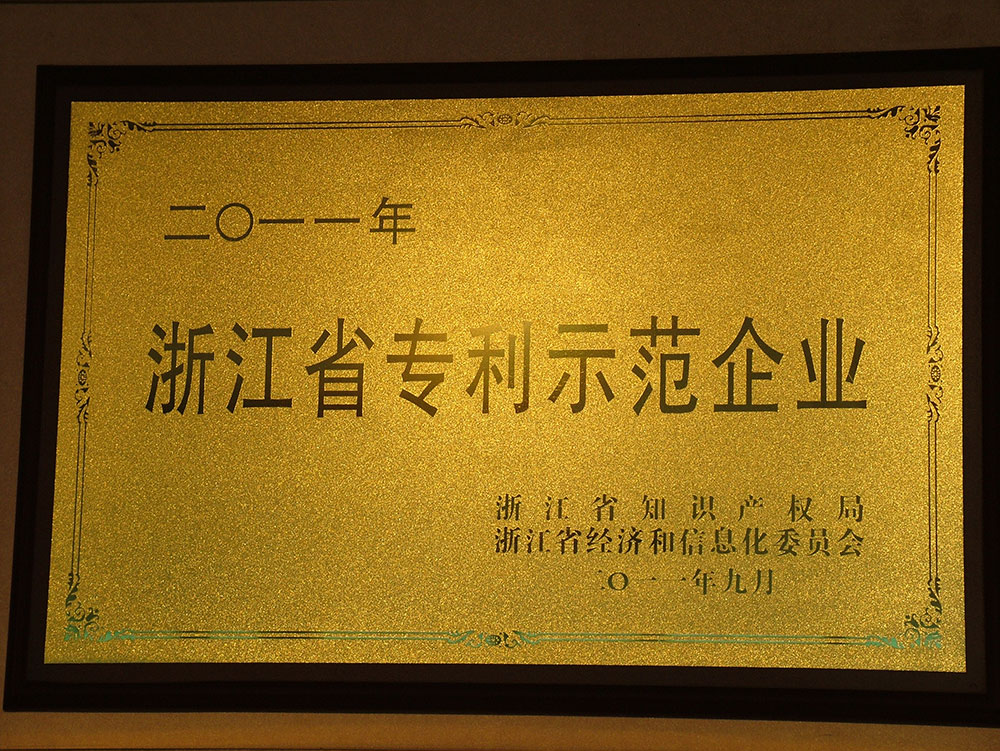 二〇一一年
浙江省专利示范企业
浙江省知识产权局
浙江省经济和信息化委员会
二〇一一年九月